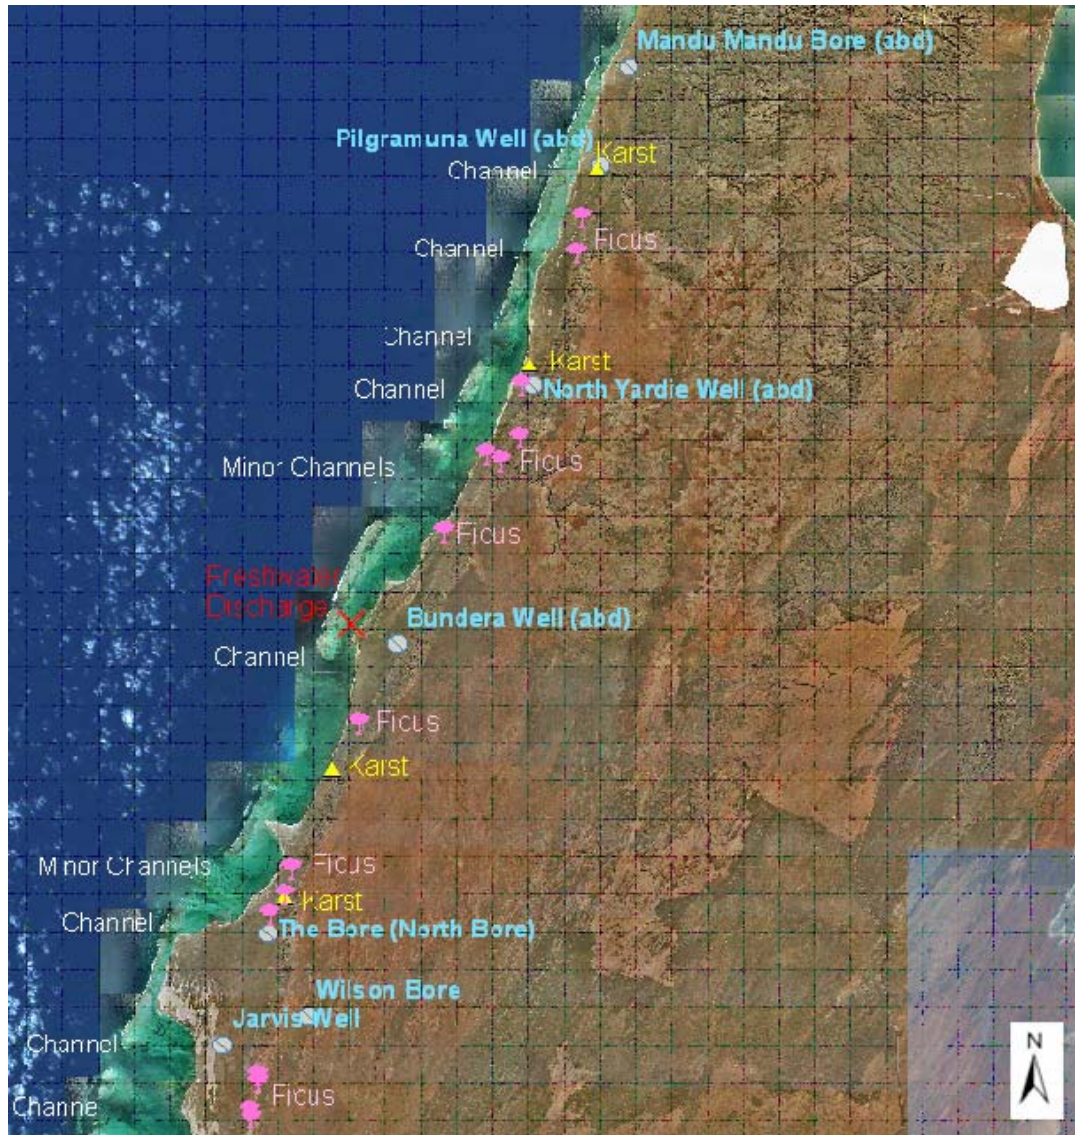 Mandu Mandu Bore (abd)
Pilgramuna Well (abd)
Karst
Channel
Ficus
Channel
Channel
Karst
Channel
North Yardie Well (abd)
Ficus
Minor Channels
Ficus
Freshwater
Discharge
Bundera Well (abd)
Channel
Ficus
Karst
Minor Channels
Ficus
Karst
Channel
The Bore (North Bore)
Wilson Bore
Jarvis Well
Channel
Ficus
Channe
N